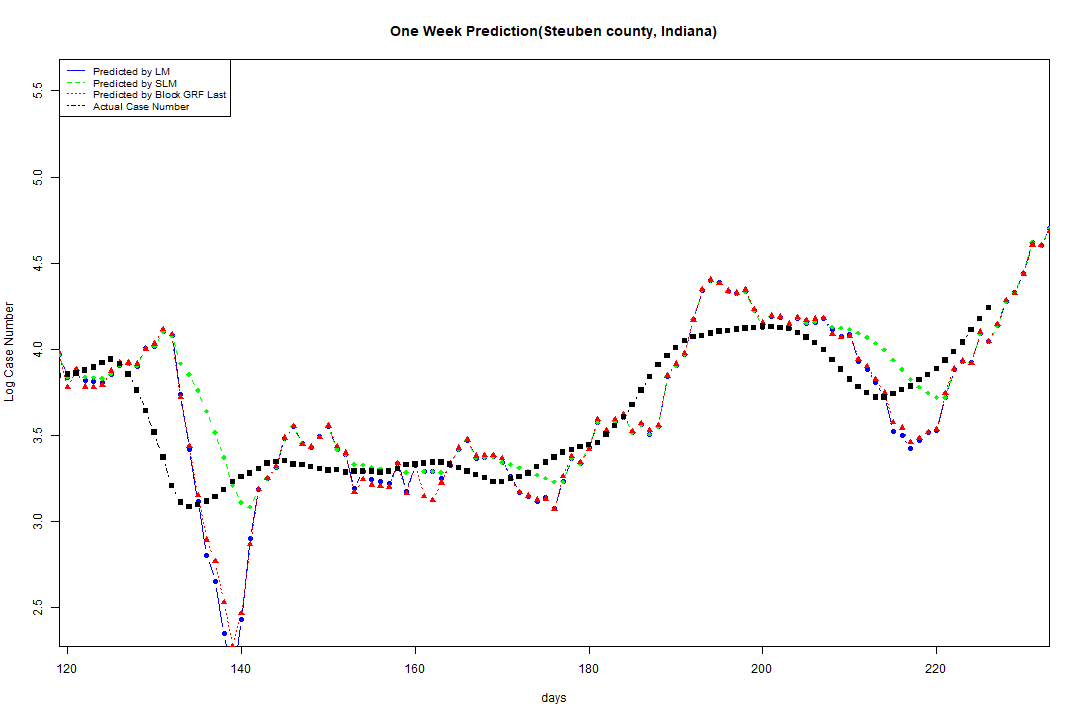 One Week Prediction(Steuben county, Indiana)
Predicted by LM
Predicted by SLM
Predicted by Block GRF Last
Actual Case Number
5.5
5.0
4.5
4.0
3.5
3.0
2.5
Log Case Number
120 140 160 180 200 220
days